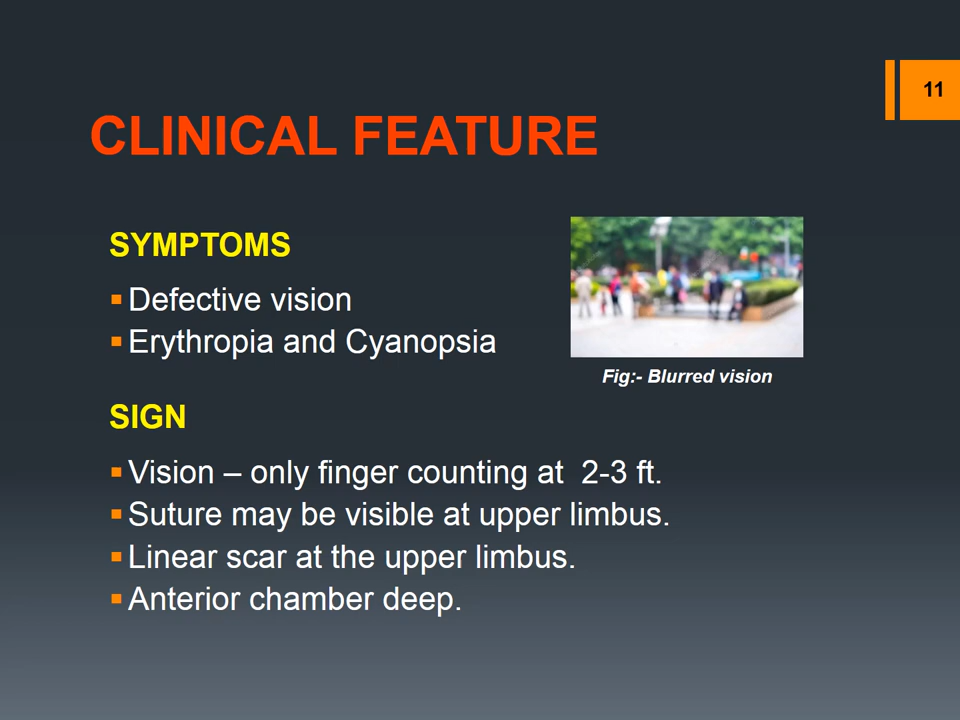 11
CLINICAL FEATURE
SYMPTOMS
Defective vision
Erythropia and Cyanopsia
Fig:- Blurred vision
SIGN
Vision – only finger counting at  2-3 ft.
Suture may be visible at upper limbus.
Linear scar at the upper limbus.
Anterior chamber deep.